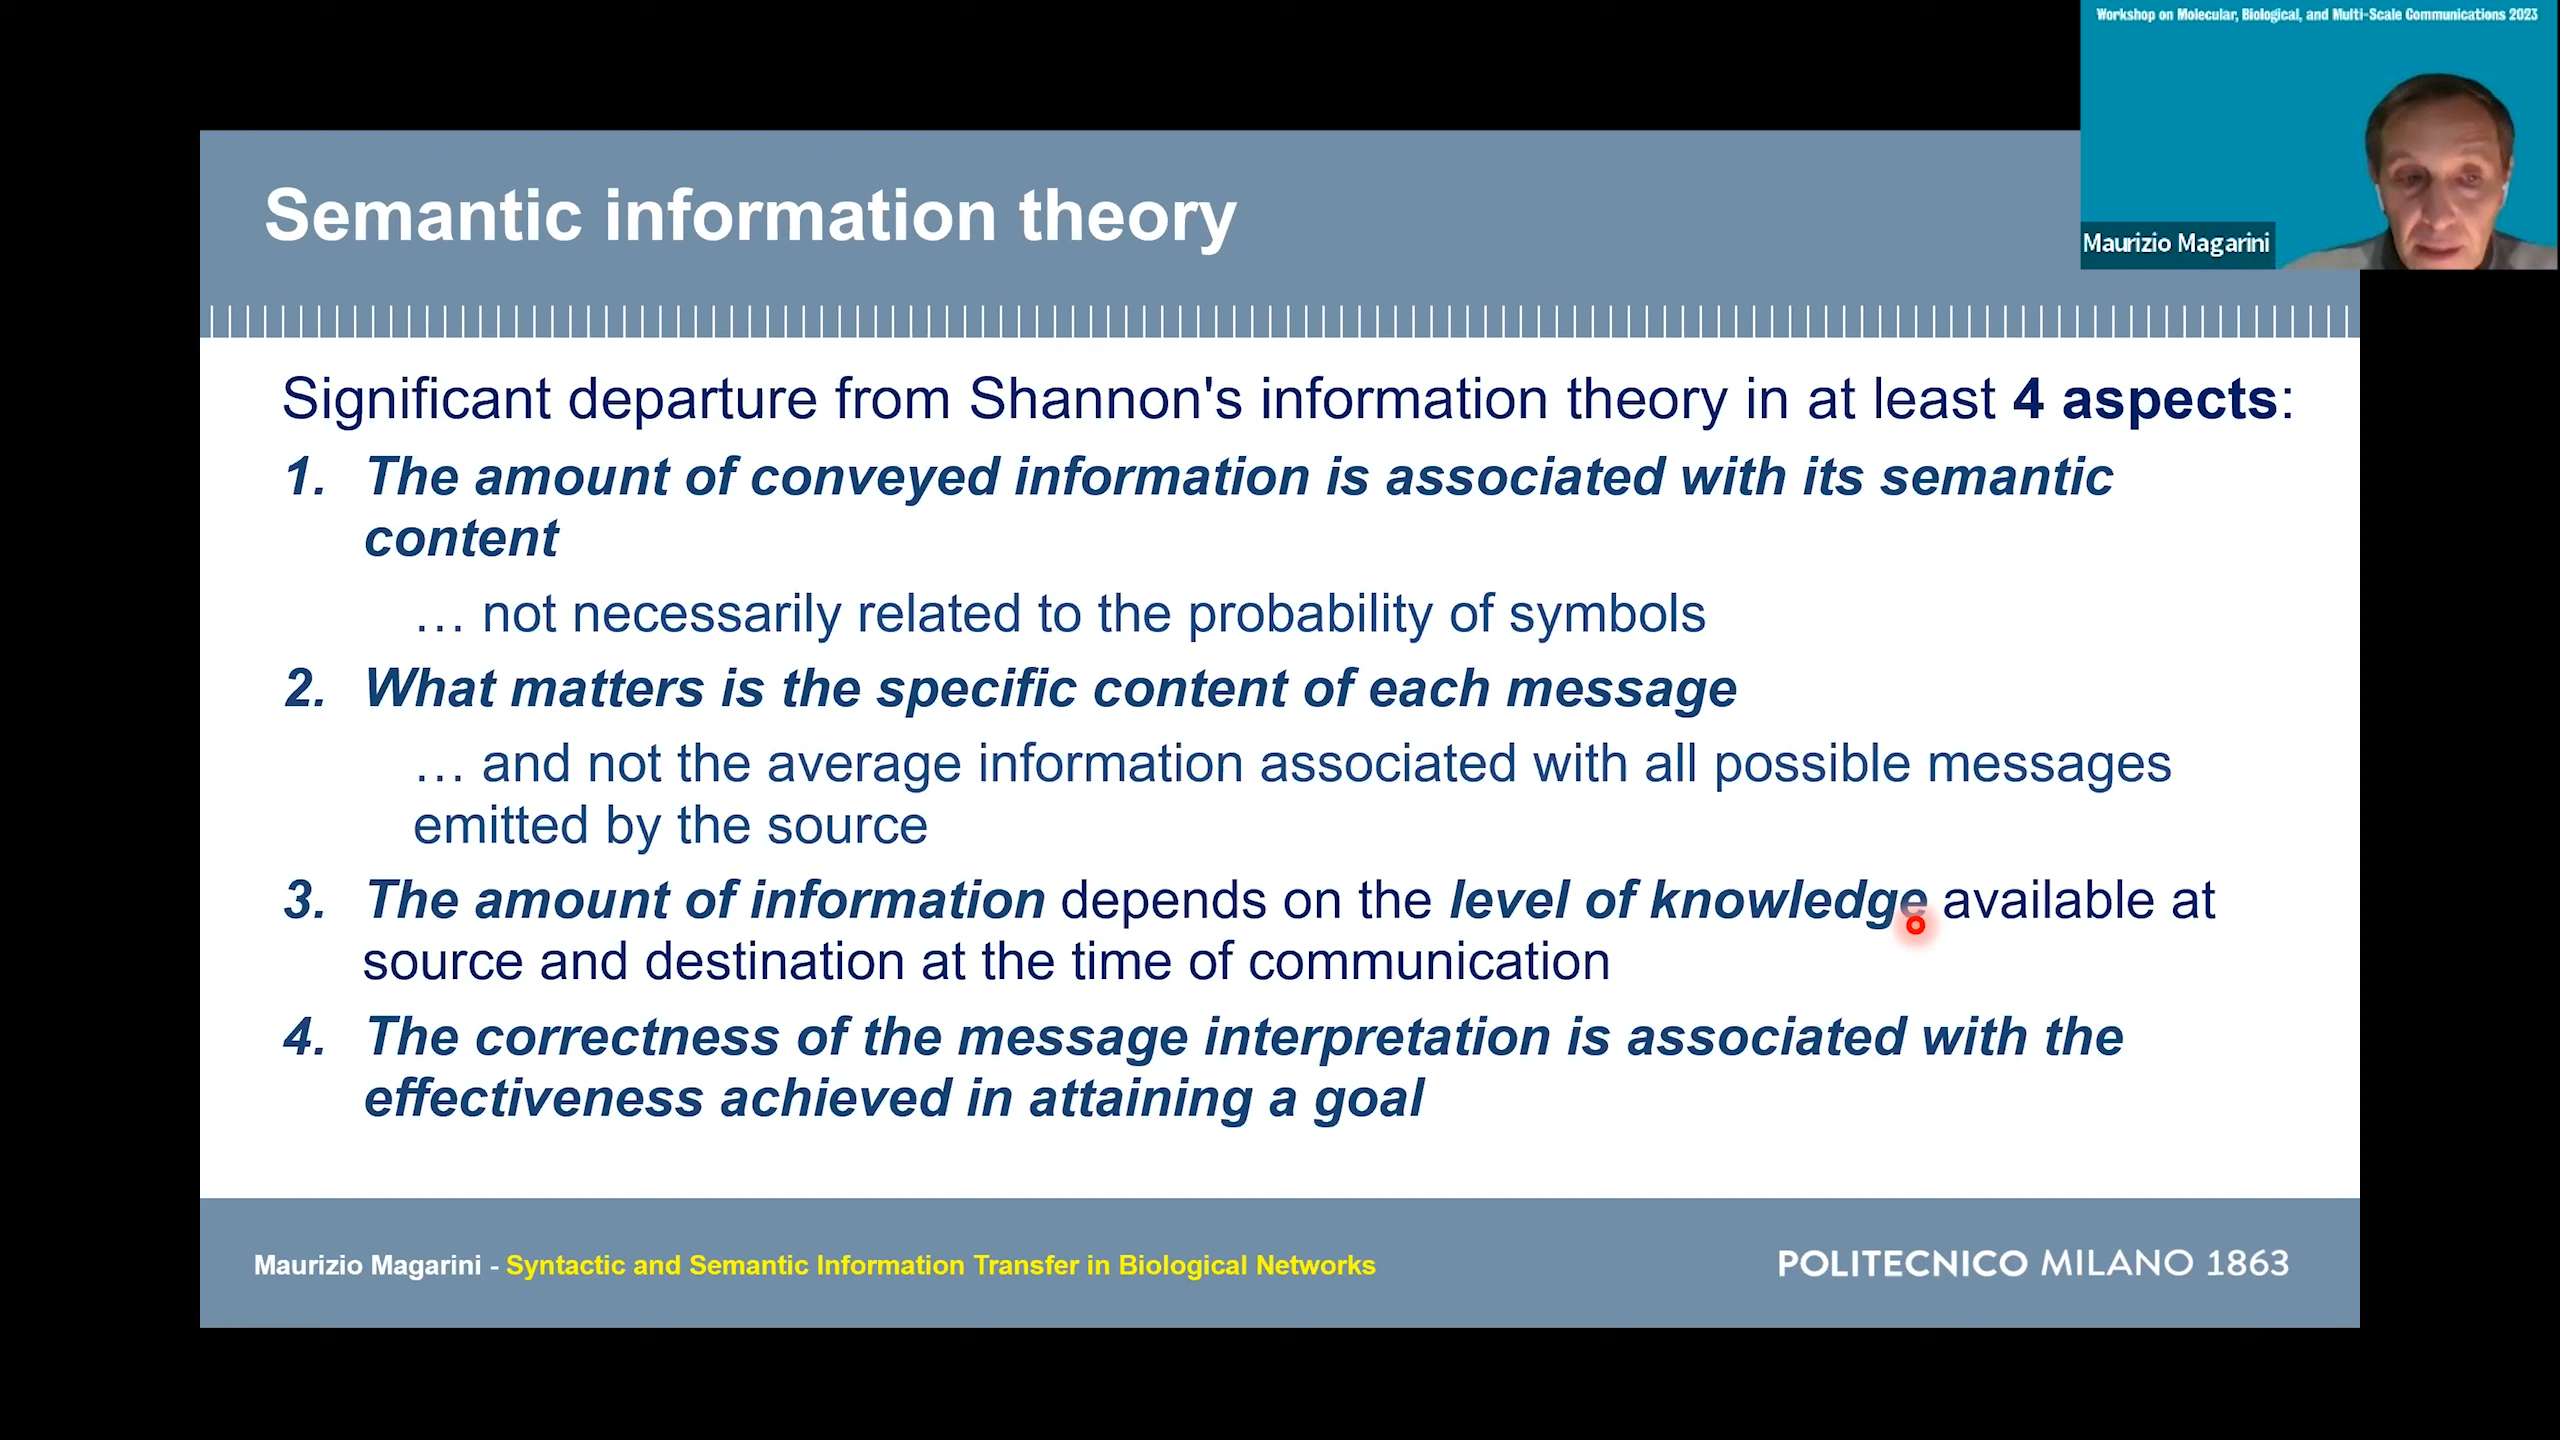 Workshop on Molecular, Biological, and Multi-Scale Communications 2023
Maurizio Magarini
Semantic information theory
Significant departure from Shannon's information theory in at least 4 aspects:
1. The amount of conveyed information is associated with its semantic
content
… not necessarily related to the probability of symbols
2. What matters is the specific content of each message
… and not the average information associated with all possible messages
emitted by the source
3. The amount of information depends on the level of knowledge available at
source and destination at the time of communication
4. The correctness of the message interpretation is associated with the
effectiveness achieved in attaining a goal
Maurizio Magarini - Syntactic and Semantic Information Transfer in Biological Networks
POLITECNICO MILANO 1863